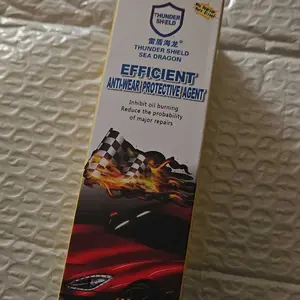 THUNDER
SHIELD
雷盾海龙®
THUNDER SHIELD
SEA DRAGON
EFFICIENT
ANTI-WEAR PROTECTIVE AGENT
Inhibit oil burning
Reduce the probability
of major repairs